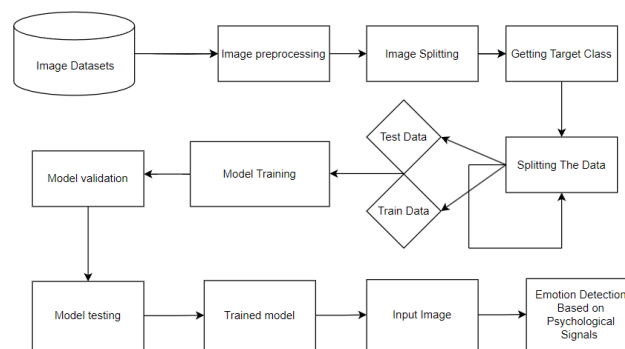 Image Datasets
Image preprocessing
Image Splitting
Getting Target Class
Test Data
Splitting The Data
Train Data
Model Training
Model validation
Model testing
Trained model
Input Image
Emotion Detection
Based on
Psychological
Signals